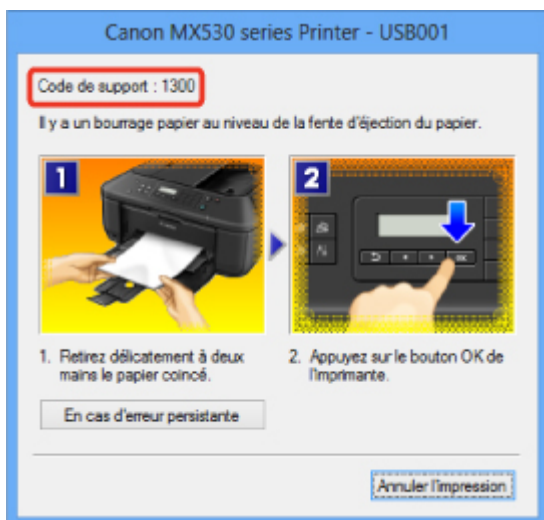 Canon MX530 series Printer - USB001
Code de support : 1300
Il y a un bourrage papier au niveau de la fente d'éjection du papier.
1
2
OK
1. Retirez délicatement à deux
mains le papier coincé.
2. Appuyez sur le bouton OK de
l'imprimante.
En cas d'erreur persistante
Annuler l'impression